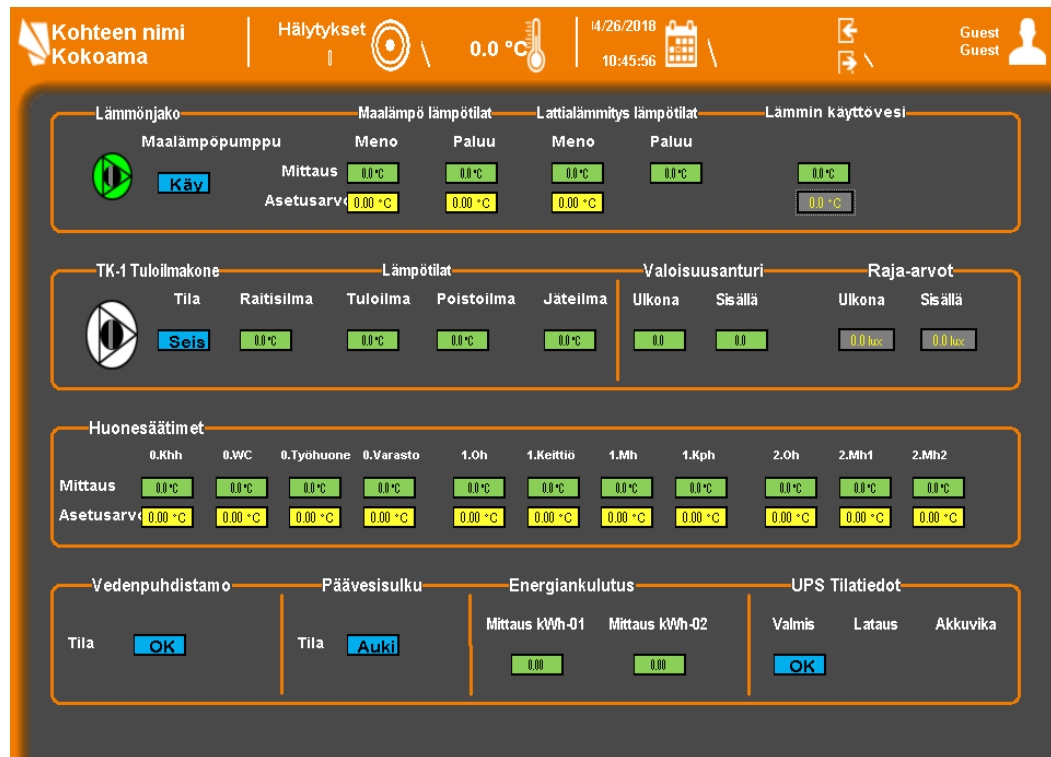 Kohteen nimi
Kokoama
Hälytykset
0.0 °C
4/26/2018
10:45:56
Guest
Guest
Lämmönjako
Maalämpö lämpötilat
Lattialämmitys lämpötilat
Lämmin käyttövesi
Maalämpöpumppu
Meno
Paluu
Meno
Paluu
Käy
Mittaus
0.0 °C
0.0 °C
0.0 °C
0.0 °C
0.0 °C
Asetusarvo
0.00 °C
0.00 °C
0.00 °C
0.0 °C
TK-1 Tuloilmakone
Lämpötilat
Valoisuusanturi
Raja-arvot
Tila
Raitisilma
Tuloilma
Poistoilma
Jäteilma
Ulkona
Sisällä
Ulkona
Sisällä
Seis
0.0 °C
0.0 °C
0.0 °C
0.0 °C
0.0
0.0
0.0 lux
0.0 lux
Huonesäätimet
0.Khh
0.WC
0.Työhuone
0.Varasto
1.Oh
1.Keittiö
1.Mh
1.Kph
2.Oh
2.Mh1
2.Mh2
Mittaus
0.0 °C
0.0 °C
0.0 °C
0.0 °C
0.0 °C
0.0 °C
0.0 °C
0.0 °C
0.0 °C
0.0 °C
0.0 °C
Asetusarvo
0.00 °C
0.00 °C
0.00 °C
0.00 °C
0.00 °C
0.00 °C
0.00 °C
0.00 °C
0.00 °C
0.00 °C
0.00 °C
Vedenpuhdistamo
Päävesisulku
Energiankulutus
UPS Tilatiedot
Tila
OK
Tila
Auki
Mittaus kWh-01
Mittaus kWh-02
0.00
0.00
Valmis
Lataus
Akkuvika
OK